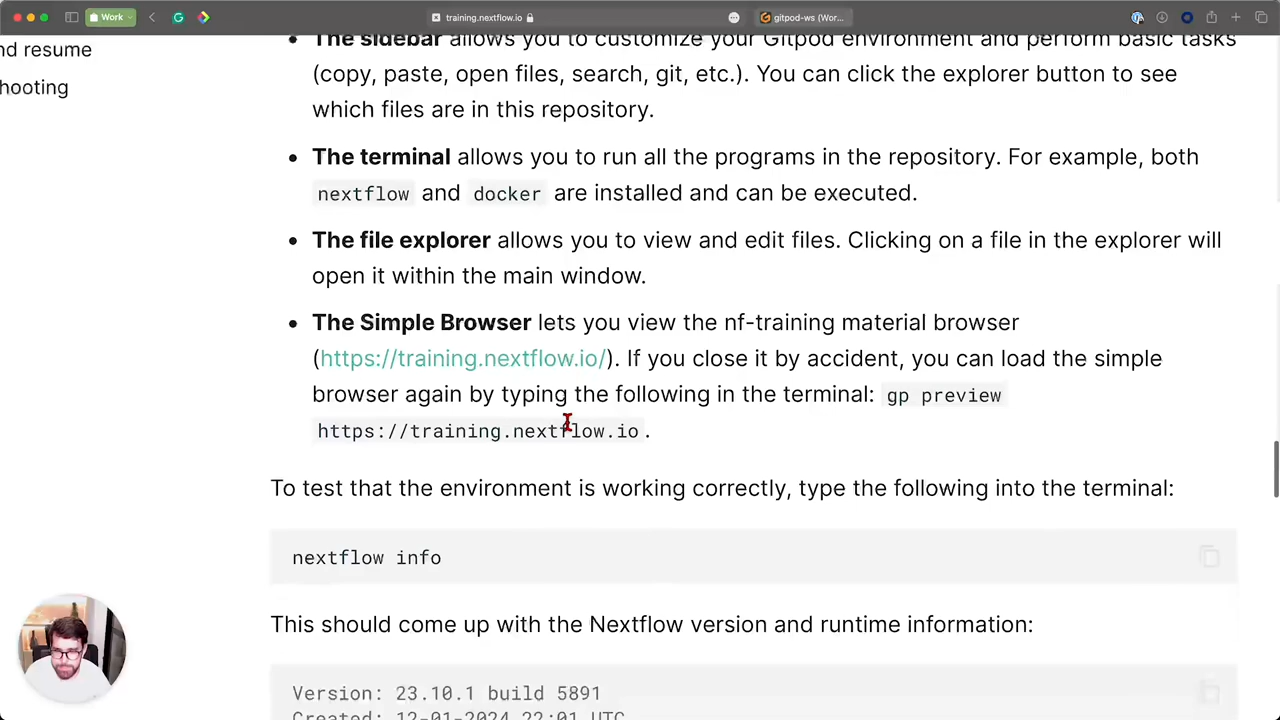 Work
training.nextflow.io
gitpod-ws (Wor...
nd resume
hooting
• The sidebar allows you to customize your Gitpod environment and perform basic tasks
(copy, paste, open files, search, git, etc.). You can click the explorer button to see
which files are in this repository.
• The terminal allows you to run all the programs in the repository. For example, both
nextflow and docker are installed and can be executed.
• The file explorer allows you to view and edit files. Clicking on a file in the explorer will
open it within the main window.
• The Simple Browser lets you view the nf-training material browser
(https://training.nextflow.io/). If you close it by accident, you can load the simple
browser again by typing the following in the terminal: gp preview
https://training.nextflow.io.
To test that the environment is working correctly, type the following into the terminal:
nextflow info
This should come up with the Nextflow version and runtime information:
Version: 23.10.1 build 5891
Created: 12-01-2024 22:01 UTC